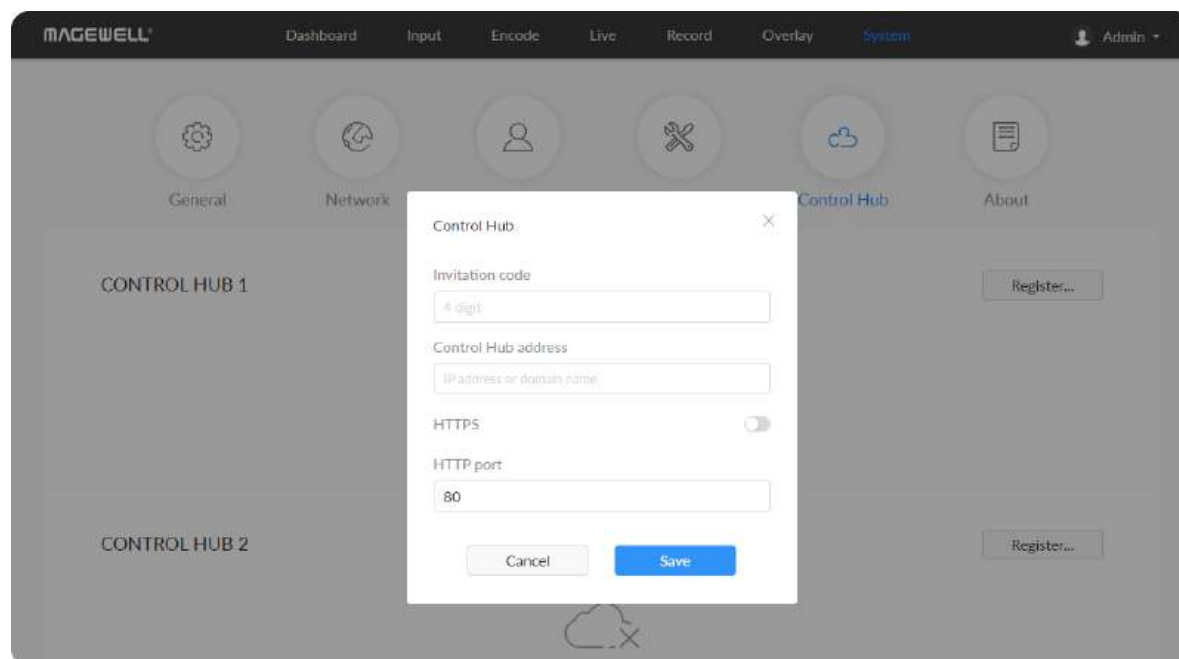 MAGEWELL® Dashboard Input Encode Live Record Overlay System Admin
General Network Control Hub About
Control Hub
CONTROL HUB 1 Register...
Invitation code
4 digit
Control Hub address
IP address or domain name
HTTPS
HTTP port
80
CONTROL HUB 2 Register...
Cancel Save